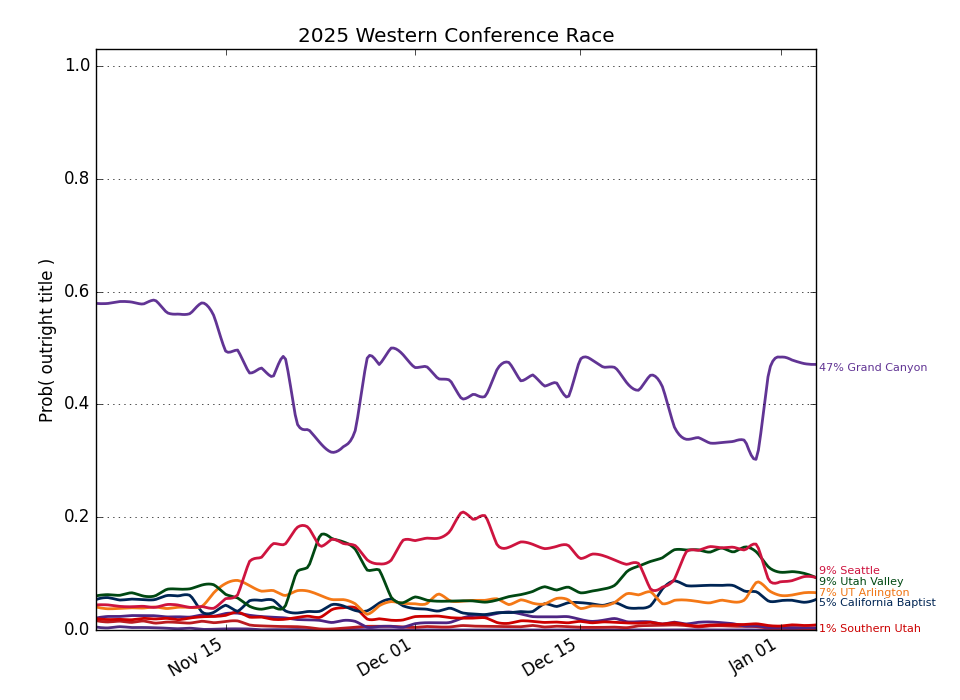 2025 Western Conference Race
Prob( outright title )
1.0
0.8
0.6
0.4
0.2
0.0
Nov 15
Dec 01
Dec 15
Jan 01
47% Grand Canyon
9% Seattle
9% Utah Valley
7% UT Arlington
5% California Baptist
1% Southern Utah